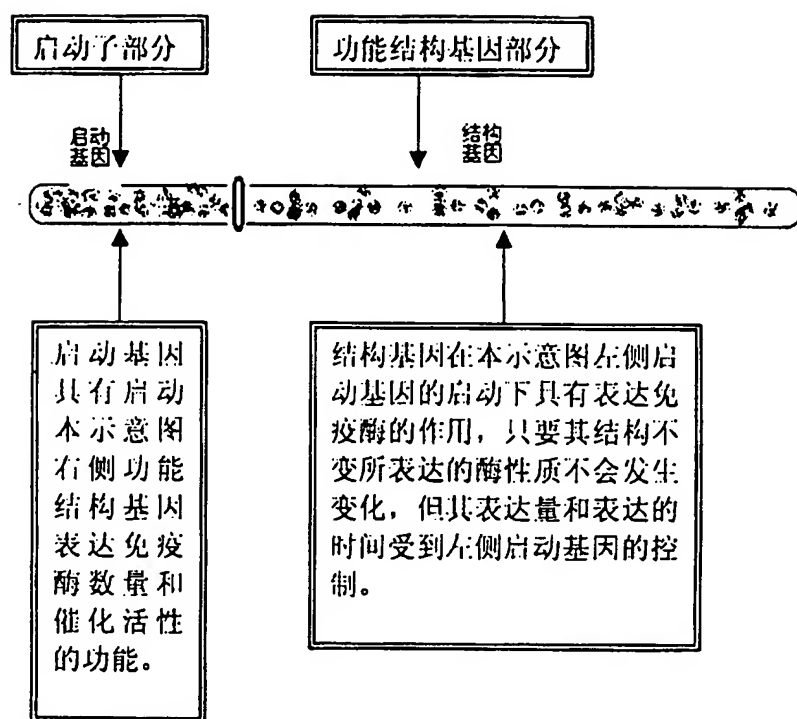 启动子部分
功能结构基因部分
启动
基因
结构
基因
启动基因
具有启动
本示意图
右侧功能
结构基因
表达免疫
酶数量和
催化活性
的功能。
结构基因在本示意图左侧启
动基因的启动下具有表达免
疫酶的作用，只要其结构不
变所表达的酶性质不会发生
变化，但其表达量和表达的
时间受到左侧启动基因的控
制。